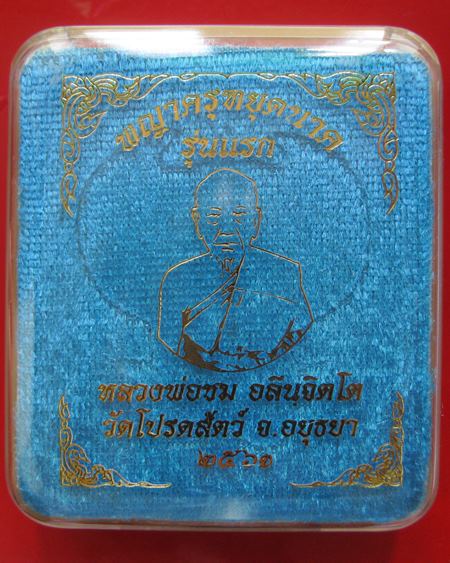 พญาครุฑยุดนาค
รุ่นแรก
หลวงพ่อชม อลีนฺจิตโต
วัดโปรดสัตว์ จ.อยุธยา
๒๕๖๑